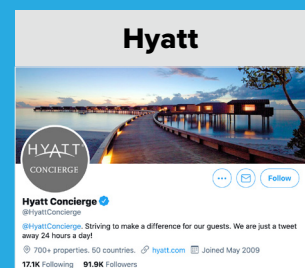 Hyatt
HYATT
CONCIERGE
Follow
Hyatt Concierge
@HyattConcierge
@HyattConcierge. Striving to make a difference for our guests. We are just a tweet
away 24 hours a day!
700+ properties. 50 countries. hyatt.com Joined May 2009
17.1K Following 91.9K Followers